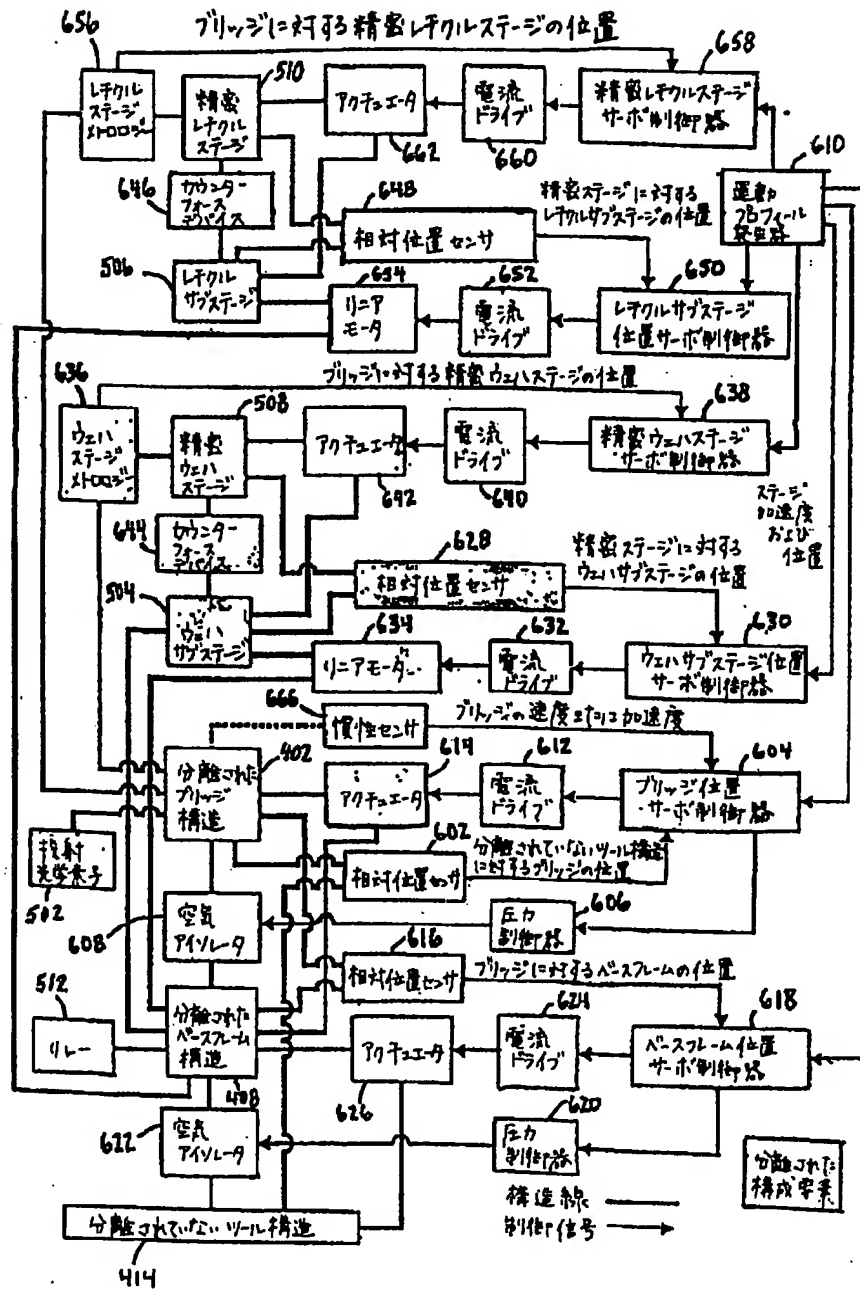 ブリッジに対する精密レチクルステージの位置
656
レチクル
ステージ
メトロロジー
510
精密
レチクル
ステージ
アクチュエータ
662
電流
ドライブ
660
658
精密レチクルステージ
サーボ制御器
610
運動
プロフィール
646
カウンター
フォース
デバイス
648
相対位置センサ
精密ステージに対する
レチクルサブステージの位置
506
レチクル
サブステージ
654
リニア
モータ
652
電流
ドライブ
650
レチクルサブステージ
位置サーボ制御器
ブリッジに対する精密ウェハステージの位置
636
ウェハ
ステージ
メトロロジー
508
精密
ウェハ
ステージ
アクチュエータ
642
電流
ドライブ
640
638
精密ウェハステージ
サーボ制御器
ステージ
加速度
および
位置
644
カウンター
フォース
デバイス
628
相対位置センサ
精密ステージに対する
ウェハサブステージの位置
504
ウェハ
サブステージ
634
リニアモータ
632
電流
ドライブ
630
ウェハサブステージ位置
サーボ制御器
666
慣性センサ
ブリッジの速度または加速度
402
分離された
ブリッジ
構造
614
アクチュエータ
612
電流
ドライブ
604
ブリッジ位置
サーボ制御器
投射
光学素子
502
602
相対位置センサ
分離されていないツール構造
に対するブリッジの位置
608
空気
アイソレータ
606
圧力
制御器
616
相対位置センサ
ブリッジに対するベースフレームの位置
512
リレー
分離された
ベースフレーム
構造
408
アクチュエータ
626
624
電流
ドライブ
618
ベースフレーム位置
サーボ制御器
622
空気
アイソレータ
620
圧力
制御器
分離された
構成要素
構造線
制御信号
分離されていないツール構造
414